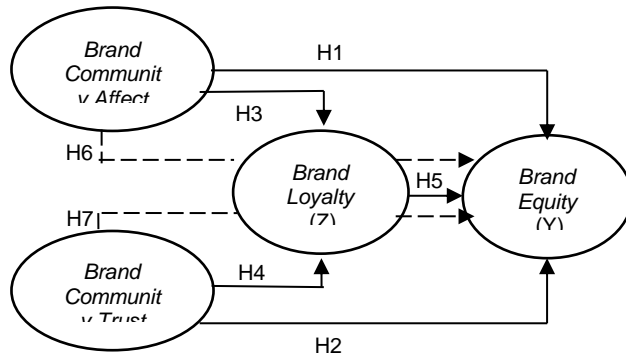 Brand
Communit
y Affect
H1
H3
H6
Brand
Loyalty
(Z)
H5
Brand
Equity
(Y)
H7
Brand
Communit
y Trust
H4
H2